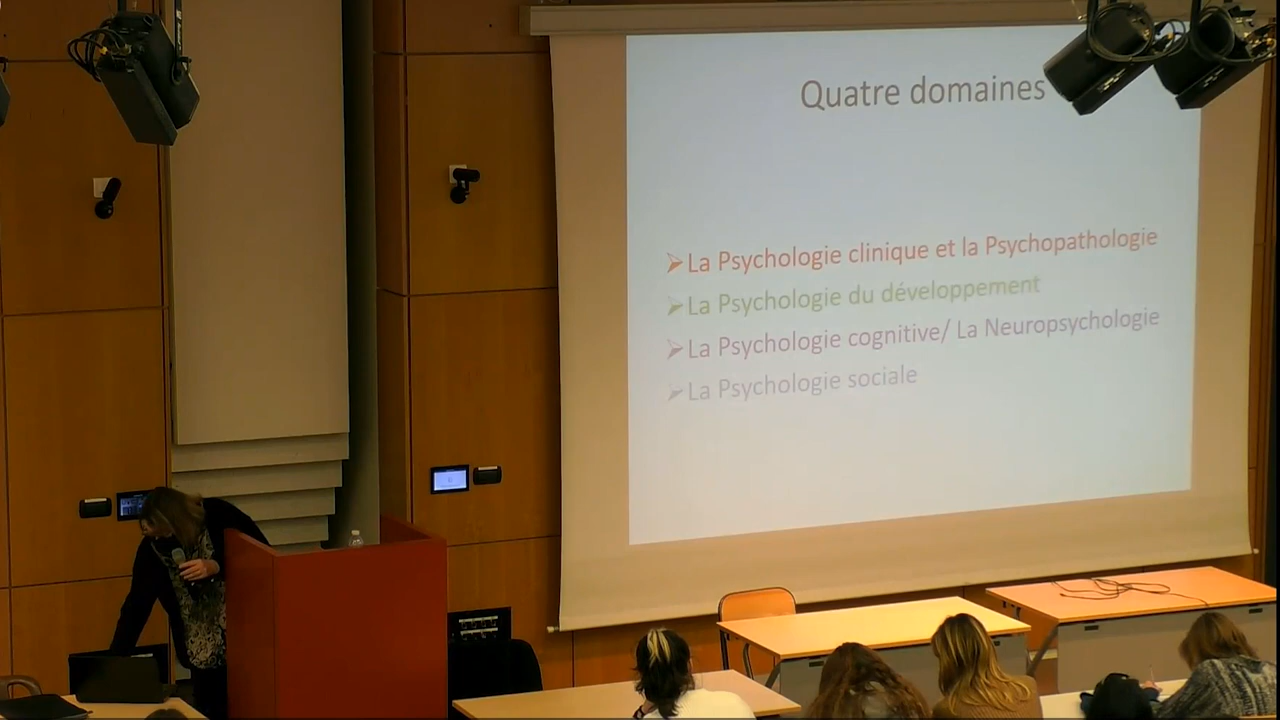 Quatre domaines
La Psychologie clinique et la Psychopathologie
La Psychologie du développement
La Psychologie cognitive/ La Neuropsychologie
La Psychologie sociale